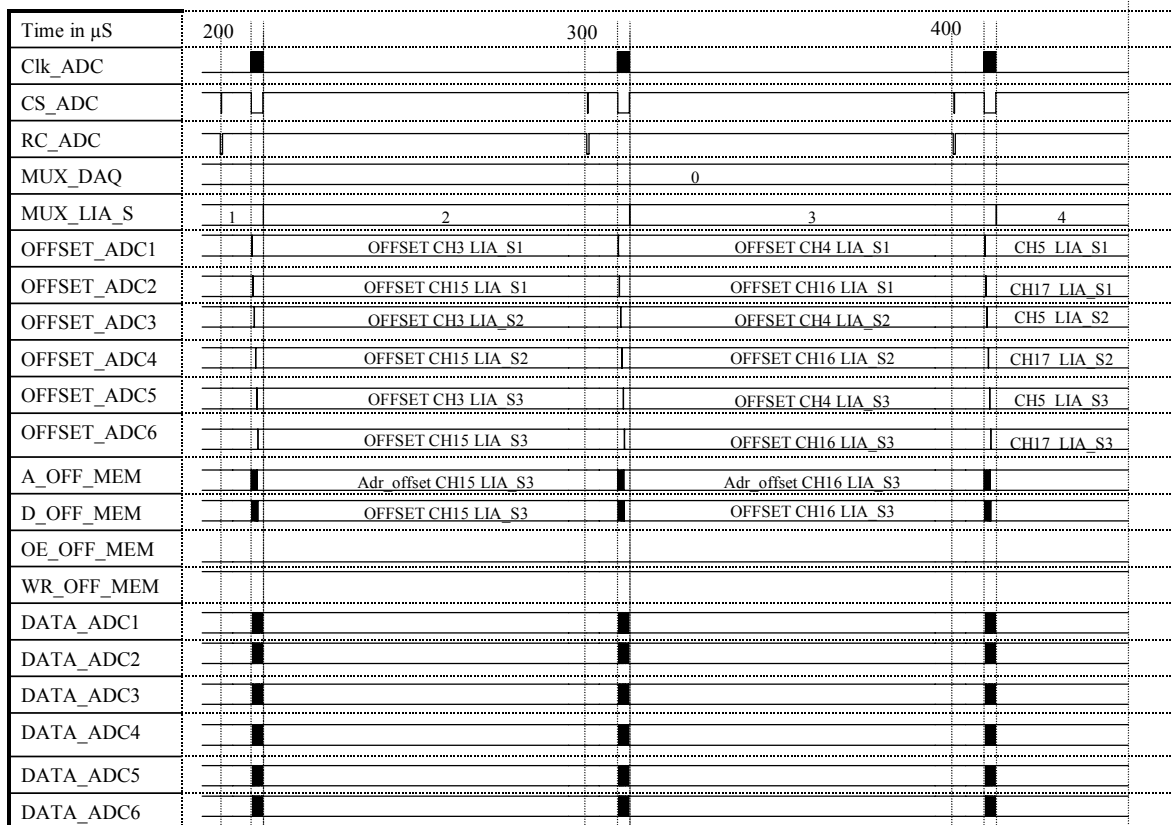 Time in µS 200 300 400
Clk_ADC
CS_ADC
RC_ADC
MUX_DAQ 0
MUX_LIA_S 1 2 3 4
OFFSET_ADC1 OFFSET CH3 LIA_S1 OFFSET CH4 LIA_S1 CH5 LIA_S1
OFFSET_ADC2 OFFSET CH15 LIA_S1 OFFSET CH16 LIA_S1 CH17 LIA_S1
OFFSET_ADC3 OFFSET CH3 LIA_S2 OFFSET CH4 LIA_S2 CH5 LIA_S2
OFFSET_ADC4 OFFSET CH15 LIA_S2 OFFSET CH16 LIA_S2 CH17 LIA_S2
OFFSET_ADC5 OFFSET CH3 LIA_S3 OFFSET CH4 LIA_S3 CH5 LIA_S3
OFFSET_ADC6 OFFSET CH15 LIA_S3 OFFSET CH16 LIA_S3 CH17 LIA_S3
A_OFF_MEM Adr_offset CH15 LIA_S3 Adr_offset CH16 LIA_S3
D_OFF_MEM OFFSET CH15 LIA_S3 OFFSET CH16 LIA_S3
OE_OFF_MEM
WR_OFF_MEM
DATA_ADC1
DATA_ADC2
DATA_ADC3
DATA_ADC4
DATA_ADC5
DATA_ADC6